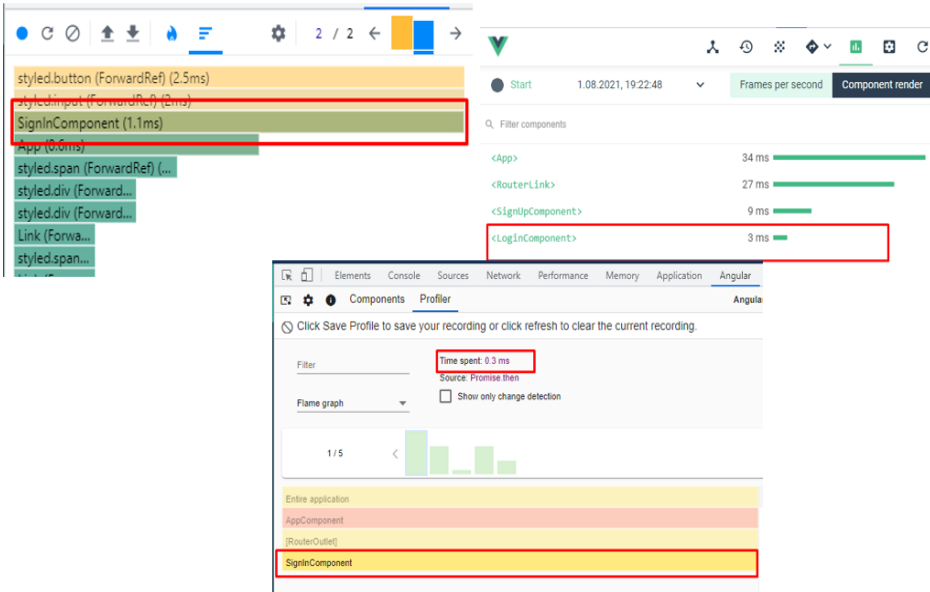 2 / 2
styled.button (ForwardRef) (2.5ms)
styled.input (ForwardRef) (2ms)
SignInComponent (1.1ms)
App (0.6ms)
styled.span (ForwardRef) (...
styled.div (Forward...
styled.div (Forward...
Link (Forwa...
styled.span...
Start 1.08.2021, 19:22:48 Frames per second Component render
Filter components
<App> 34 ms
<RouterLink> 27 ms
<SignUpComponent> 9 ms
<LoginComponent> 3 ms
Elements Console Sources Network Performance Memory Application Angular
Components Profiler Angular
Click Save Profile to save your recording or click refresh to clear the current recording.
Filter
Time spent: 0.3 ms
Source: Promise.then
Show only change detection
Flame graph
1 / 5
Entire application
AppComponent
[RouterOutlet]
SignInComponent